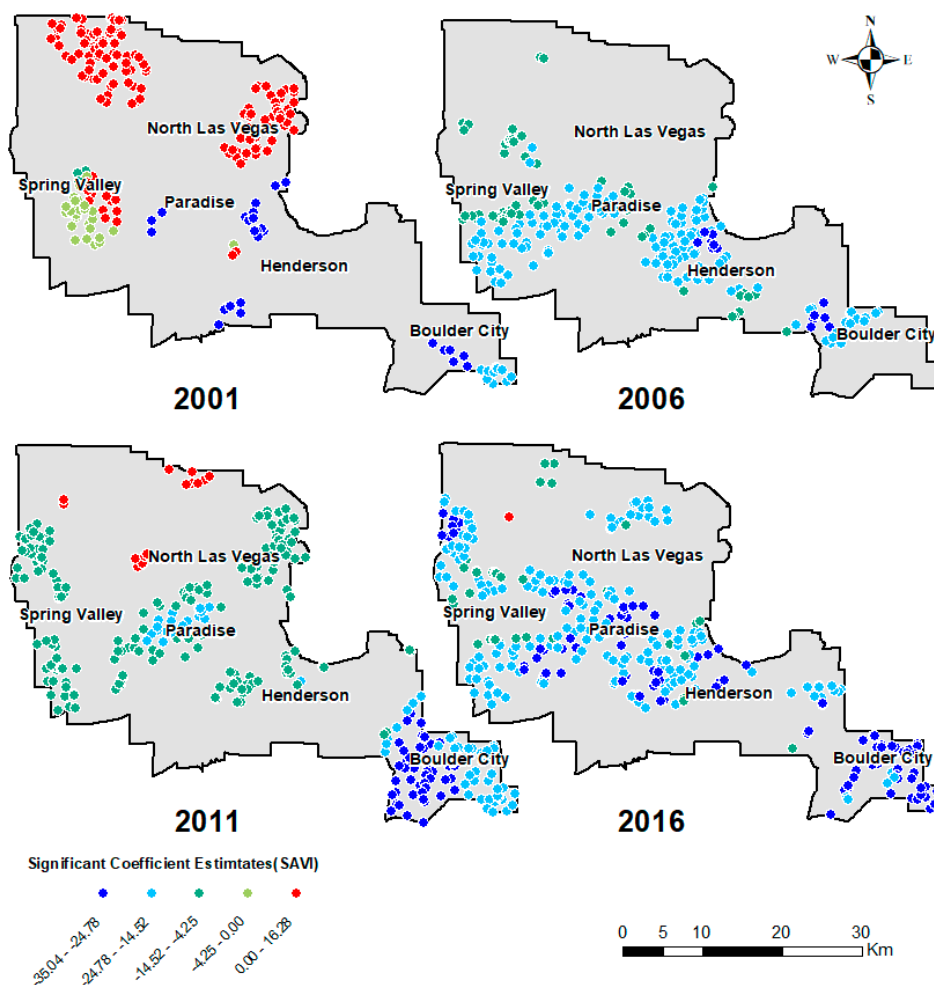 N
W
E
S
North Las Vegas
Spring Valley
Paradise
Henderson
Boulder City
2001
North Las Vegas
Spring Valley
Paradise
Henderson
Boulder City
2006
North Las Vegas
Spring Valley
Paradise
Henderson
Boulder City
2011
North Las Vegas
Spring Valley
Paradise
Henderson
Boulder City
2016
Significant Coefficient Estimtates(SAVI)
-35.04 - -24.78
-24.78 - -14.52
-14.52 - -4.25
-4.25 - 0.00
0.00 - 16.28
0 5 10 20 30
Km